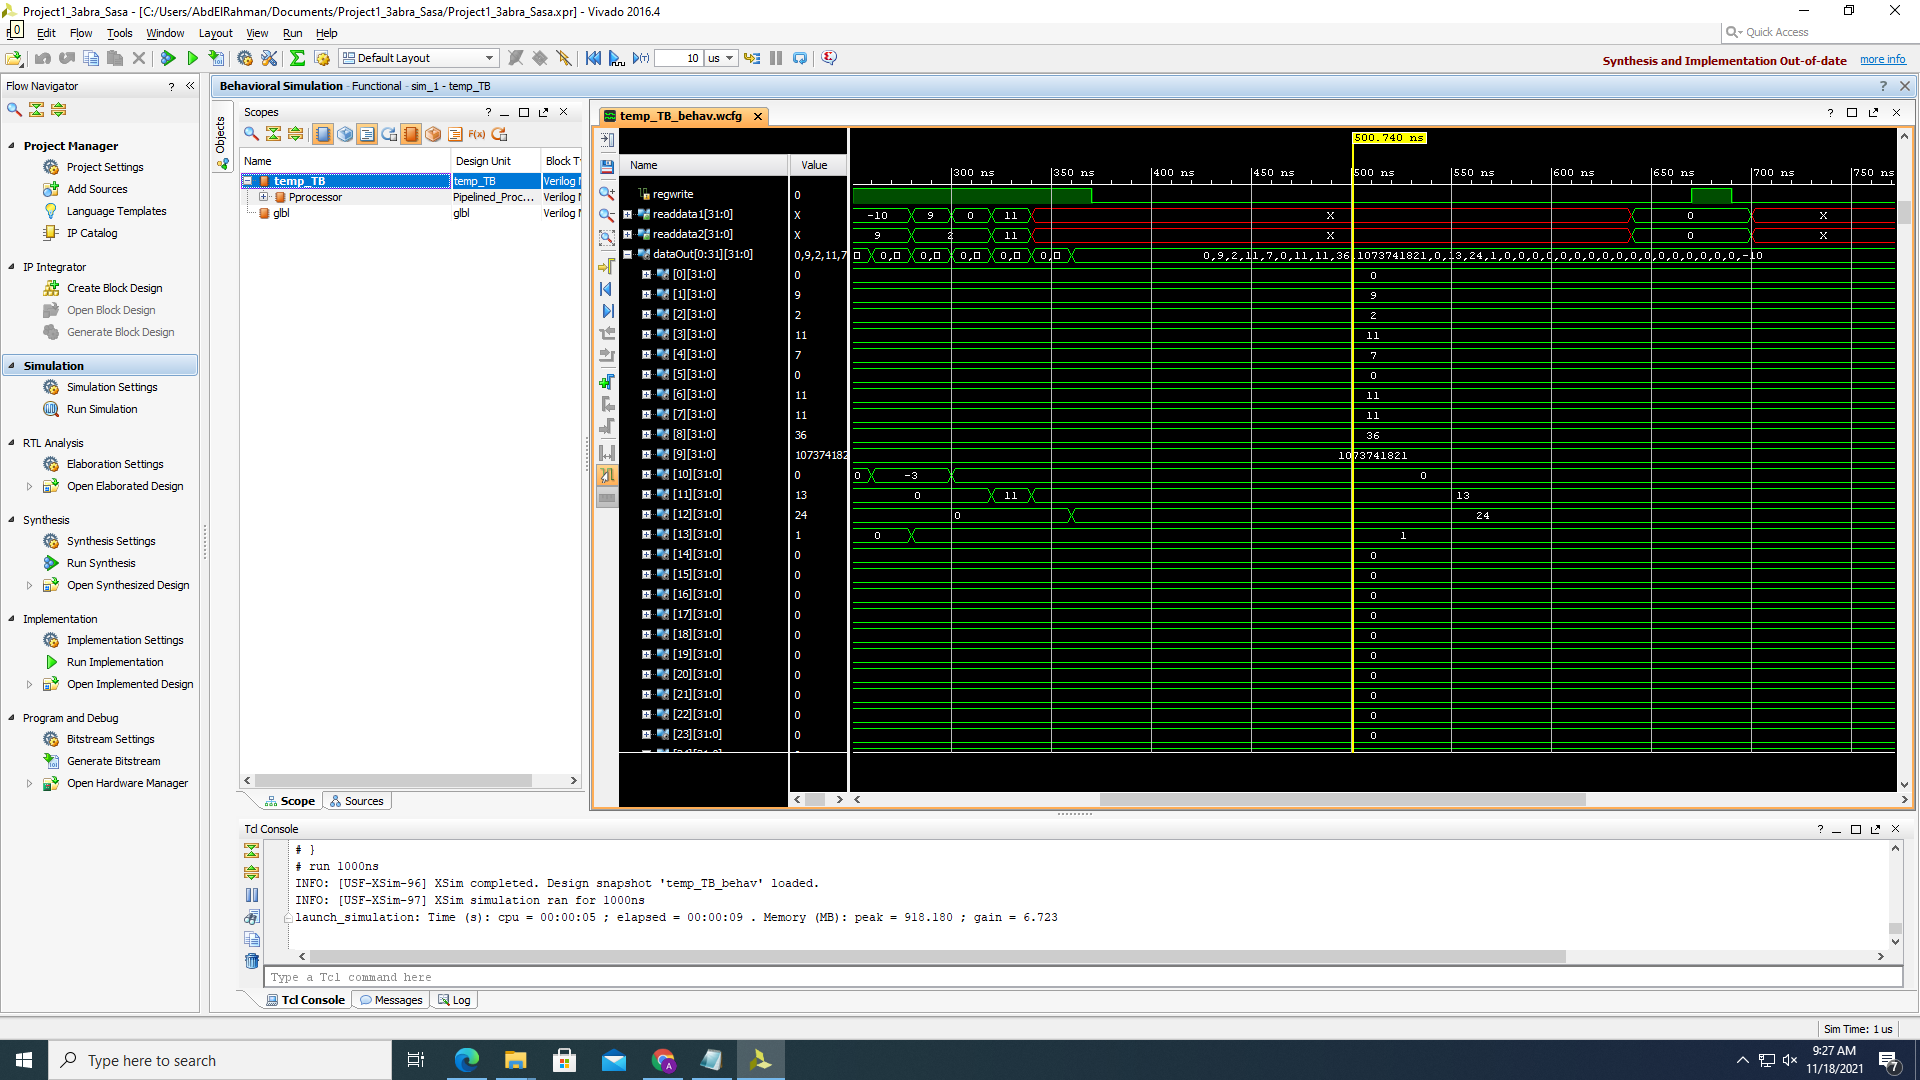 Project1_3abra_Sasa - [C:/Users/AbdElRahman/Documents/Project1_3abra_Sasa/Project1_3abra_Sasa.xpr] - Vivado 2016.4
0 Edit Flow Tools Window Layout View Run Help
Quick Access
Default Layout
10 us
Synthesis and Implementation Out-of-date more info
Flow Navigator
Project Manager
Project Settings
Add Sources
Language Templates
IP Catalog
IP Integrator
Create Block Design
Open Block Design
Generate Block Design
Simulation
Simulation Settings
Run Simulation
RTL Analysis
Elaboration Settings
Open Elaborated Design
Synthesis
Synthesis Settings
Run Synthesis
Open Synthesized Design
Implementation
Implementation Settings
Run Implementation
Open Implemented Design
Program and Debug
Bitstream Settings
Generate Bitstream
Open Hardware Manager
Behavioral Simulation - Functional - sim_1 - temp_TB
Objects
Scopes
F(x)
Name Design Unit Block T
temp_TB temp_TB Verilog
Pprocessor Pipelined_Proc... Verilog
glbl glbl Verilog
Scope Sources
temp_TB_behav.wcfg
500.740 ns
Name Value
300 ns 350 ns 400 ns 450 ns 500 ns 550 ns 600 ns 650 ns 700 ns 750 ns
regwrite 0
readdata1[31:0] X -10 9 0 11 X 0 X
readdata2[31:0] X 9 2 11 X 0 X
dataOut[0:31][31:0] 0,9,2,11,7 0, 0, 0, 0, 0, 0,9,2,11,7,0,11,11,36,1073741821,0,13,24,1,0,0,0,0,0,0,0,0,0,0,0,0,0,0,0,0,0,-10
[0][31:0] 0 0
[1][31:0] 9 9
[2][31:0] 2 2
[3][31:0] 11 11
[4][31:0] 7 7
[5][31:0] 0 0
[6][31:0] 11 11
[7][31:0] 11 11
[8][31:0] 36 36
[9][31:0] 107374182 1073741821
[10][31:0] 0 0 -3 0
[11][31:0] 13 0 11 13
[12][31:0] 24 0 24
[13][31:0] 1 0 1
[14][31:0] 0 0
[15][31:0] 0 0
[16][31:0] 0 0
[17][31:0] 0 0
[18][31:0] 0 0
[19][31:0] 0 0
[20][31:0] 0 0
[21][31:0] 0 0
[22][31:0] 0 0
[23][31:0] 0 0
Tcl Console
# }
# run 1000ns
INFO: [USF-XSim-96] XSim completed. Design snapshot 'temp_TB_behav' loaded.
INFO: [USF-XSim-97] XSim simulation ran for 1000ns
launch_simulation: Time (s): cpu = 00:00:05 ; elapsed = 00:00:09 . Memory (MB): peak = 918.180 ; gain = 6.723
Type a Tcl command here
Tcl Console Messages Log
Sim Time: 1 us
Type here to search
A
9:27 AM
11/18/2021
7